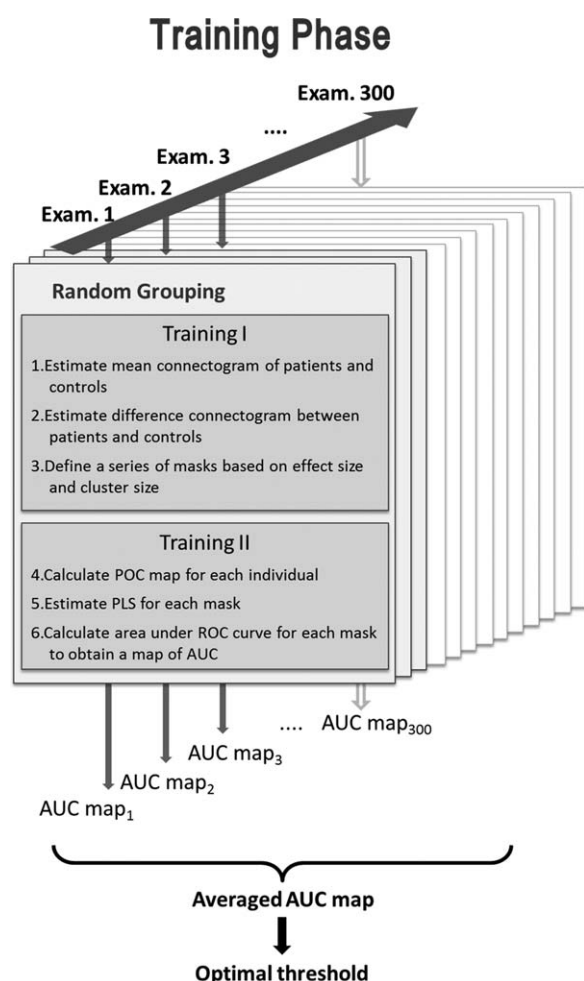 Training Phase
Exam. 300
....
Exam. 3
Exam. 2
Exam. 1
Random Grouping
Training I
1.Estimate mean connectogram of patients and
controls
2.Estimate difference connectogram between
patients and controls
3.Define a series of masks based on effect size
and cluster size
Training II
4.Calculate POC map for each individual
5.Estimate PLS for each mask
6.Calculate area under ROC curve for each mask
to obtain a map of AUC
.... AUC map300
AUC map3
AUC map2
AUC map1
Averaged AUC map
Optimal threshold